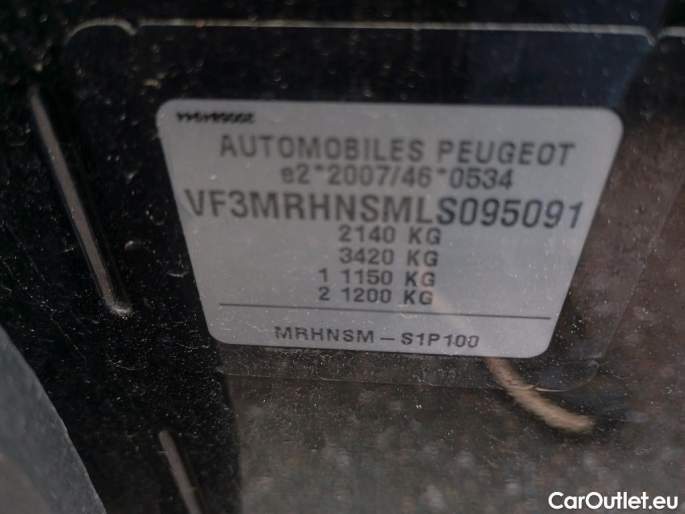 AUTOMOBILES PEUGEOT
e2*2007/46*0534
VF3MRHNSMLS095091
2140 KG
3420 KG
1 1150 KG
2 1200 KG
MRHNSM - S1P100
CarOutlet.eu